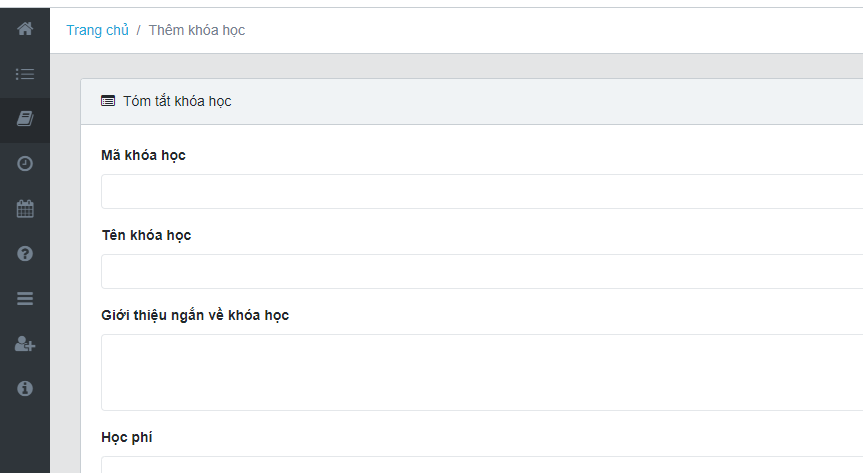 Trang chủ / Thêm khóa học
Tóm tắt khóa học
Mã khóa học
Tên khóa học
Giới thiệu ngắn về khóa học
Học phí